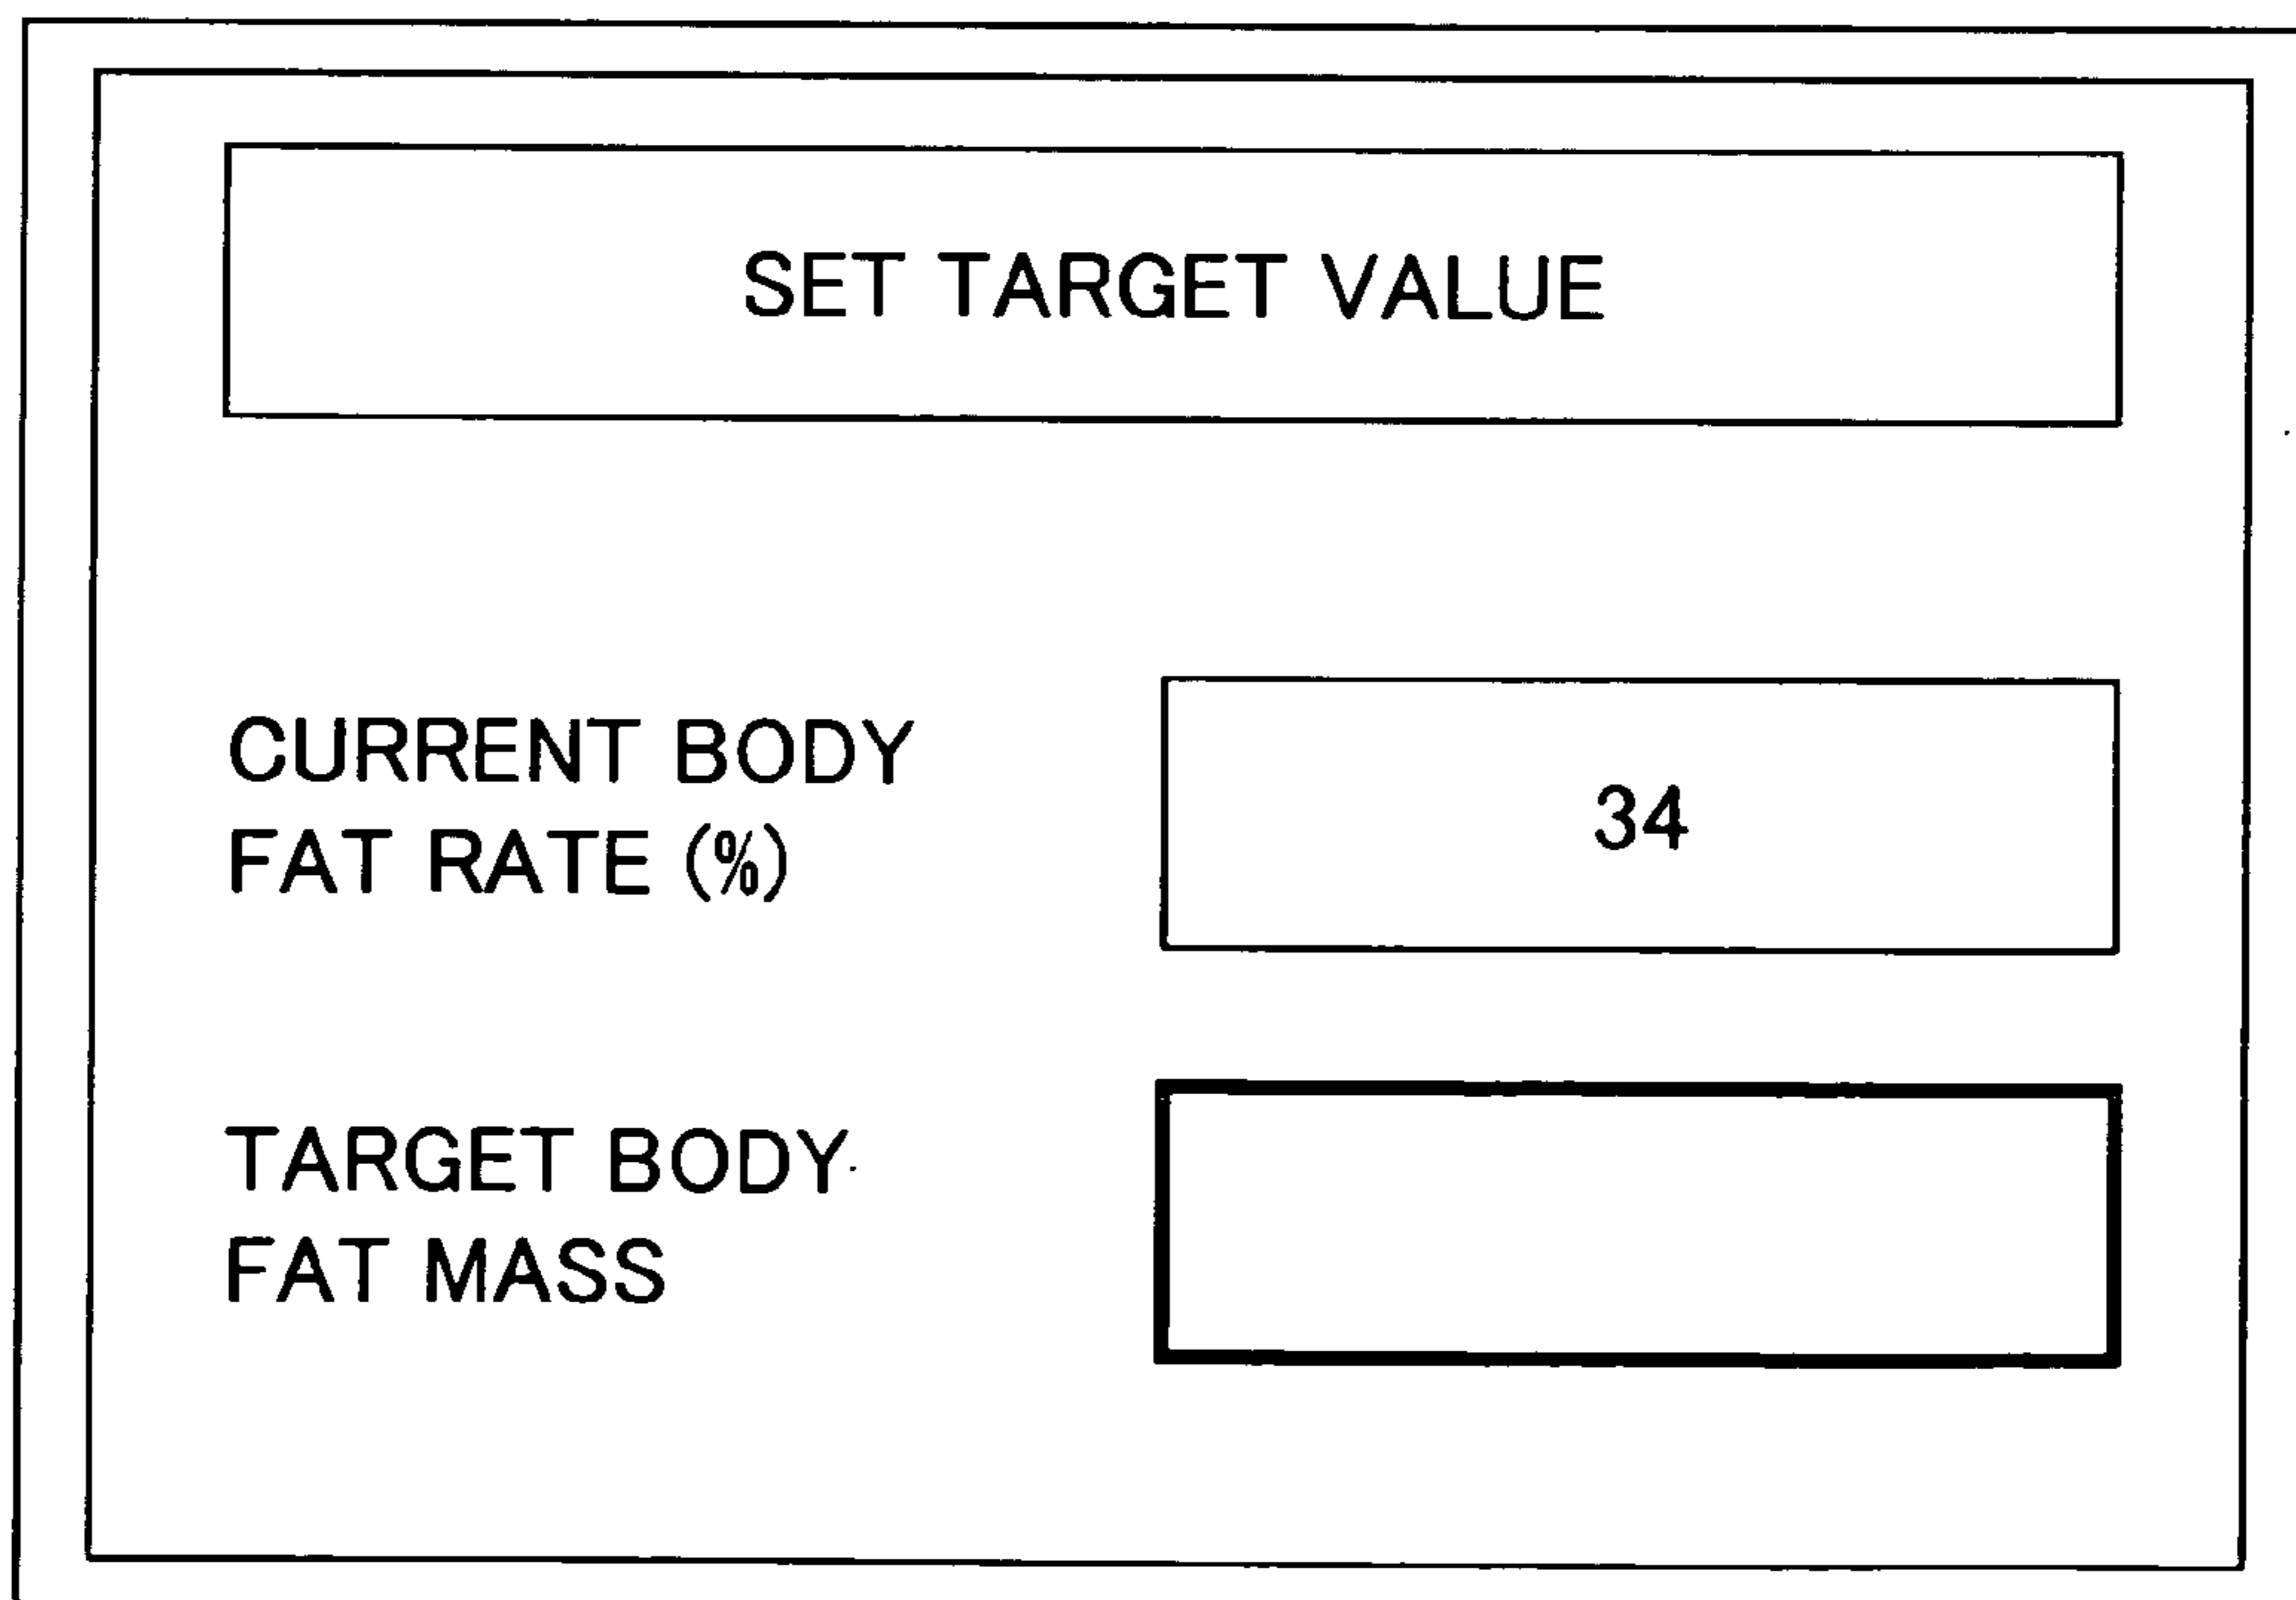 SET TARGET VALUE
CURRENT BODY
FAT RATE (%)
34
TARGET BODY
FAT MASS